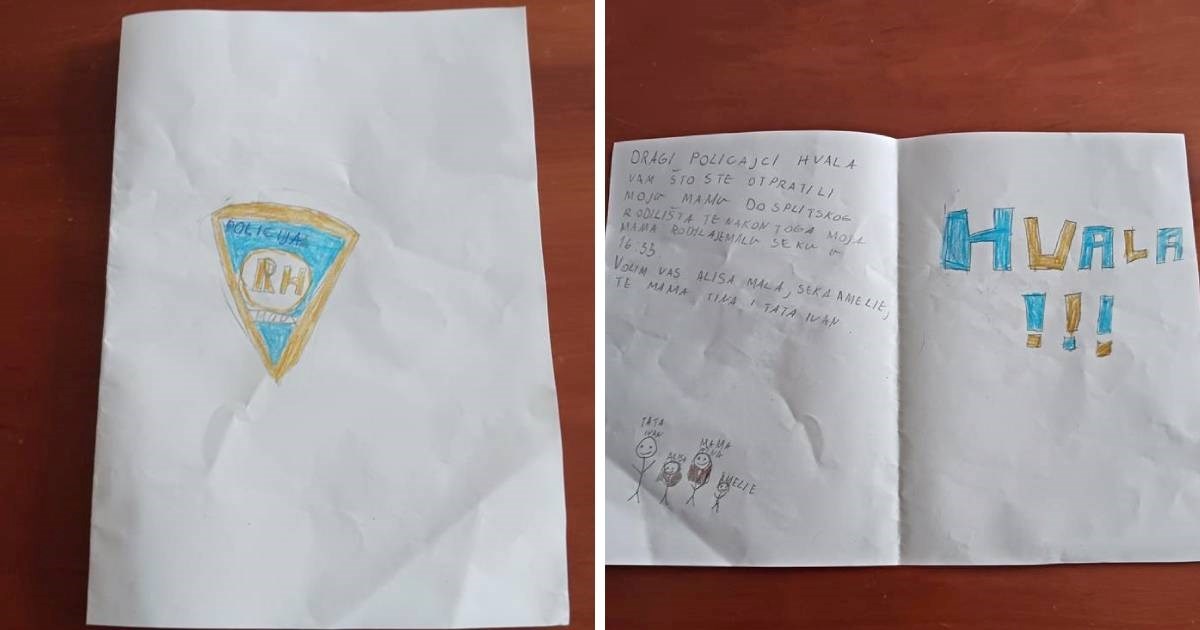 POLICIJA
RH
DRAGI POLICAJCI HVALA
VAM ŠTO STE OTPRATILI
MOJU MAMU DO SPLITSKOG
RODILIŠTA TE NAKON TOGA MOJA
MAMA RODILA JE MALU SEKU U
16:33
VOLIM VAS ALISA MALA, SEKA AMELIE,
TE MAMA TINA I TATA IVAN.
TATA
IVAN
ALISA
MAMA
TINA
AMELIE
HVALA
!!!